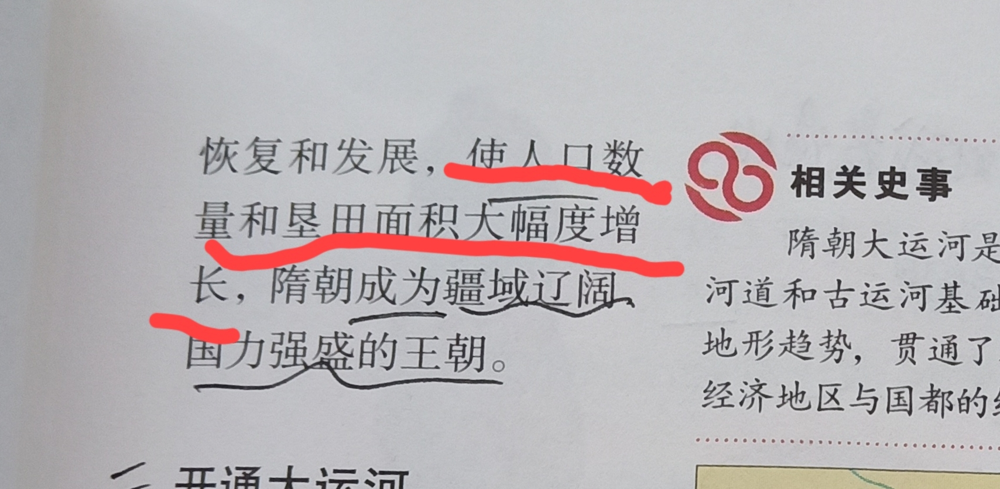 恢复和发展，使人口数
量和垦田面积大幅度增
长，隋朝成为疆域辽阔、
国力强盛的王朝。
开通大运河
相关史事
隋朝大运河是
河道和古运河基础
地形趋势，贯通了
经济地区与国都的